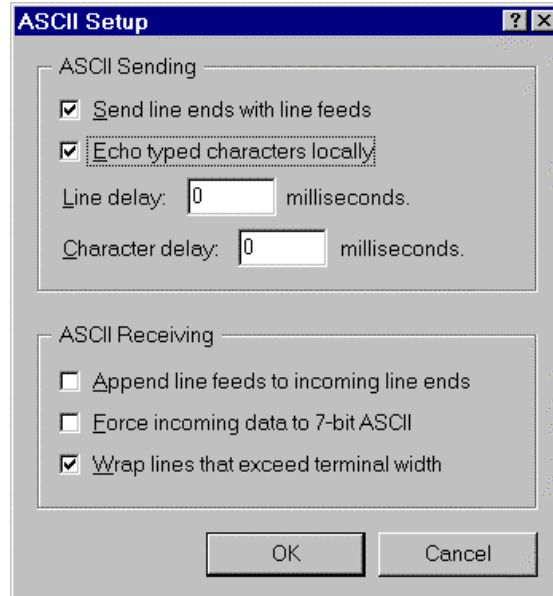 ASCII Setup
ASCII Sending
Send line ends with line feeds
Echo typed characters locally
Line delay: 0 milliseconds.
Character delay: 0 milliseconds.
ASCII Receiving
Append line feeds to incoming line ends
Force incoming data to 7-bit ASCII
Wrap lines that exceed terminal width
OK Cancel